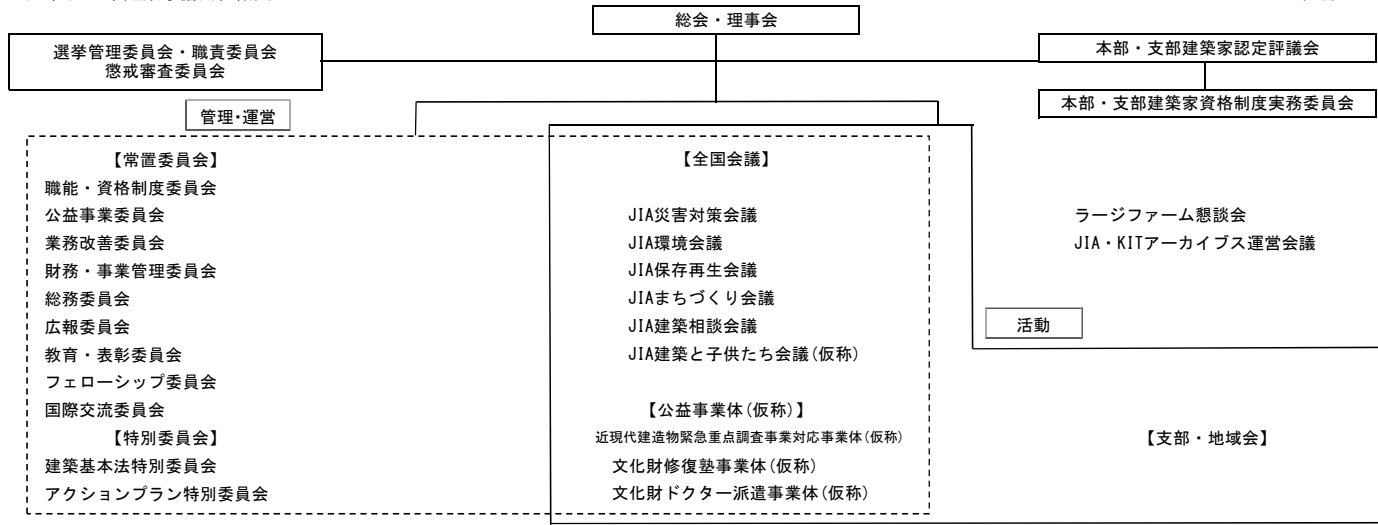 総会・理事会
選挙管理委員会・職責委員会
懲戒審査委員会
本部・支部建築家認定評議会
本部・支部建築家資格制度実務委員会
管理・運営
【常置委員会】
職能・資格制度委員会
公益事業委員会
業務改善委員会
財務・事業管理委員会
総務委員会
広報委員会
教育・表彰委員会
フェローシップ委員会
国際交流委員会
【特別委員会】
建築基本法特別委員会
アクションプラン特別委員会
【全国会議】
JIA災害対策会議
JIA環境会議
JIA保存再生会議
JIAまちづくり会議
JIA建築相談会議
JIA建築と子供たち会議(仮称)
【公益事業体(仮称)】
近現代建造物緊急重点調査事業対応事業体(仮称)
文化財修復塾事業体(仮称)
文化財ドクター派遣事業体(仮称)
ラージファーム懇談会
JIA・KITアーカイブス運営会議
活動
【支部・地域会】